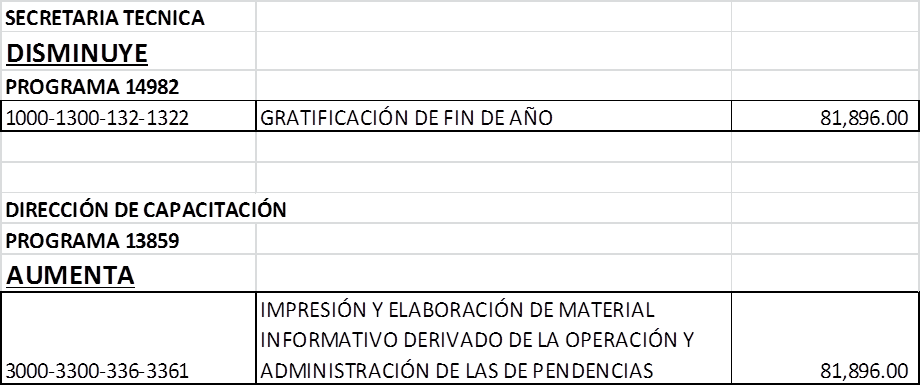 SECRETARIA TECNICA
DISMINUYE
PROGRAMA 14982
1000-1300-132-1322 GRATIFICACIÓN DE FIN DE AÑO 81,896.00
DIRECCIÓN DE CAPACITACIÓN
PROGRAMA 13859
AUMENTA
IMPRESIÓN Y ELABORACIÓN DE MATERIAL
INFORMATIVO DERIVADO DE LA OPERACIÓN Y
3000-3300-336-3361 ADMINISTRACIÓN DE LAS DE PENDENCIAS 81,896.00